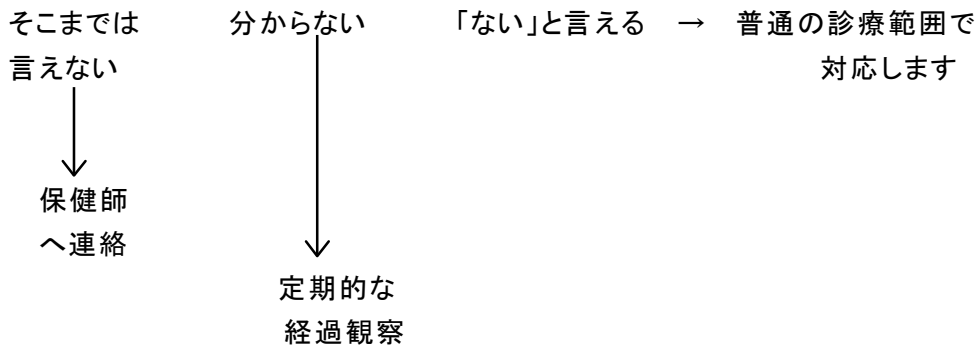 そこまでは 分からない 「ない」と言える → 普通の診療範囲で
言えない 対応します
保健師
へ連絡
定期的な
経過観察